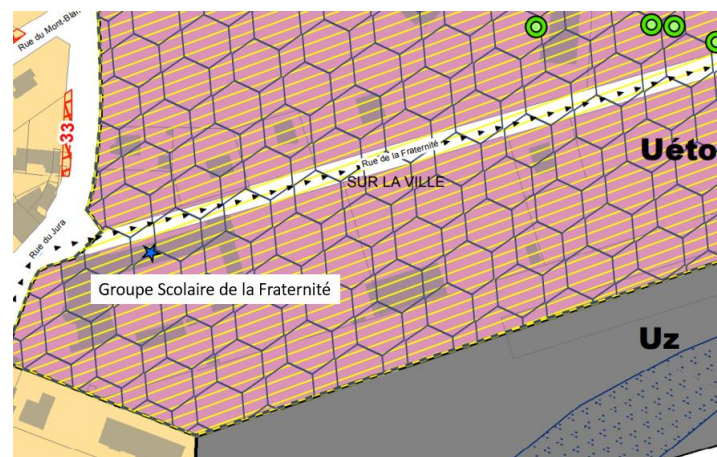 Rue du Mont-Blan
33
Rue de la Fraternité
Uéto
SUR LA VILLE
Rue du Jura
Groupe Scolaire de la Fraternité
Uz